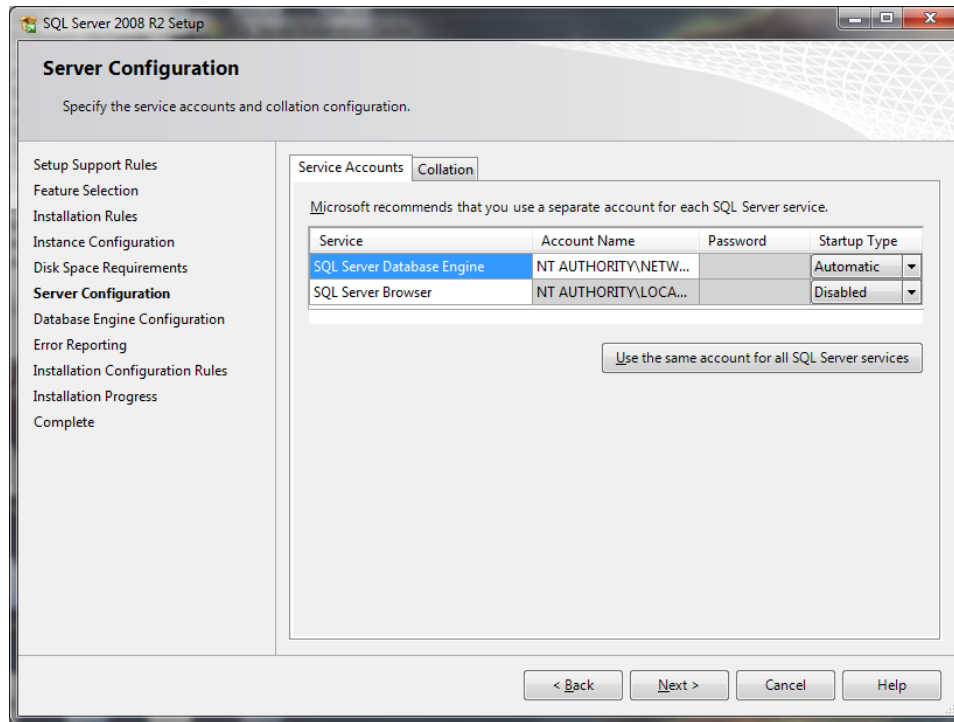 SQL Server 2008 R2 Setup
Server Configuration
Specify the service accounts and collation configuration.
Setup Support Rules
Feature Selection
Installation Rules
Instance Configuration
Disk Space Requirements
Server Configuration
Database Engine Configuration
Error Reporting
Installation Configuration Rules
Installation Progress
Complete
Service Accounts Collation
Microsoft recommends that you use a separate account for each SQL Server service.
Service Account Name Password Startup Type
SQL Server Database Engine NT AUTHORITY\NETW... Automatic
SQL Server Browser NT AUTHORITY\LOCA... Disabled
Use the same account for all SQL Server services
< Back Next > Cancel Help